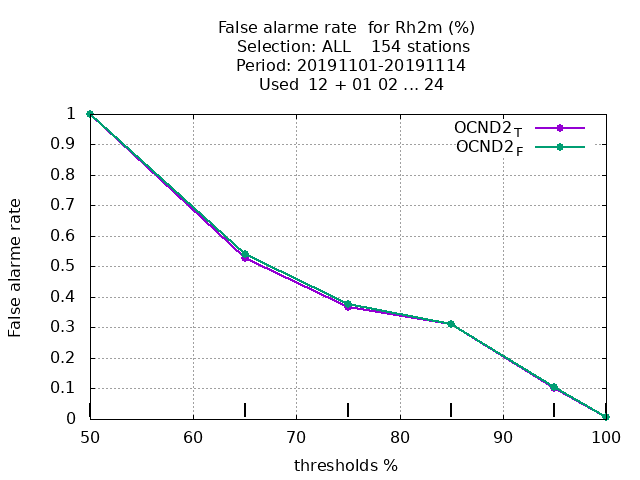 False alarme rate  for Rh2m (%)
Selection: ALL    154 stations
Period: 20191101-20191114
Used  12 + 01 02 ... 24
OCND2T
OCND2F
1
0.9
0.8
0.7
0.6
0.5
0.4
0.3
0.2
0.1
0
False alarme rate
50 60 70 80 90 100
thresholds %